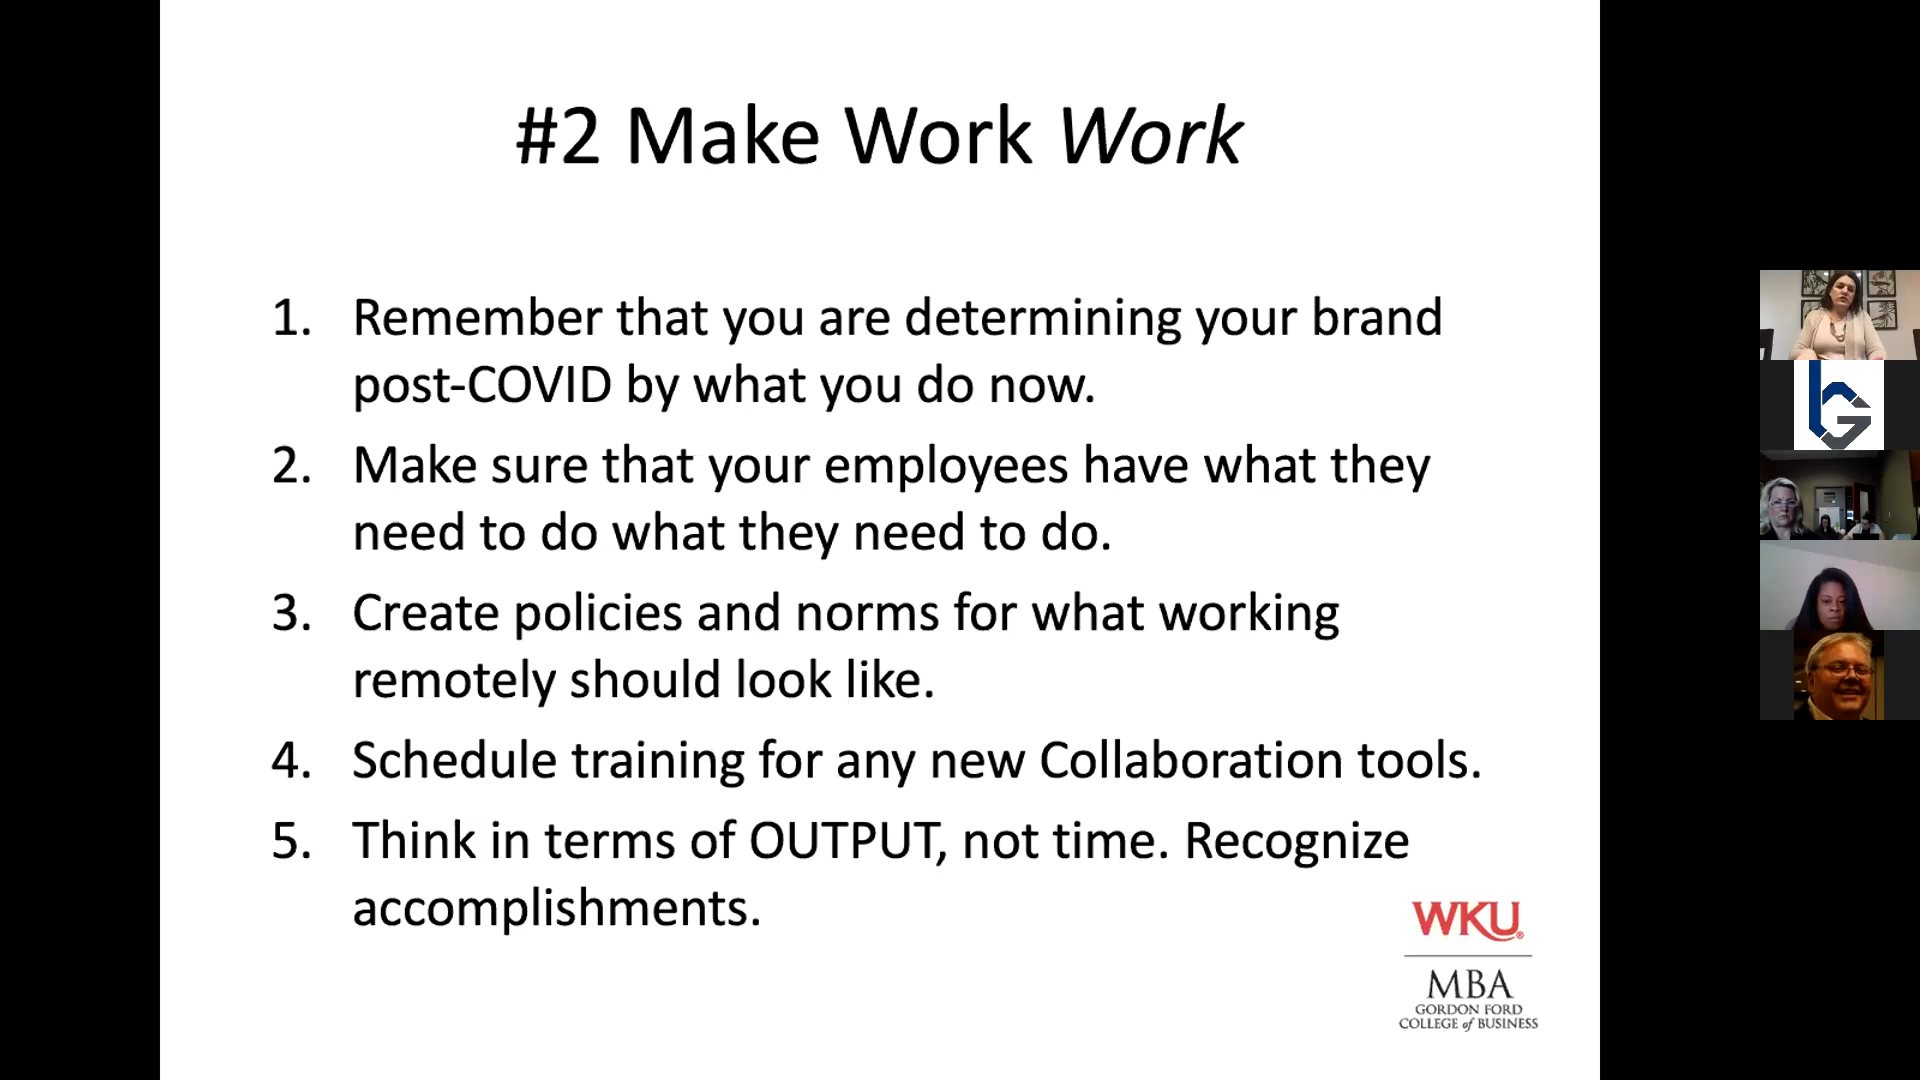 #2 Make Work Work
1. Remember that you are determining your brand
post-COVID by what you do now.
2. Make sure that your employees have what they
need to do what they need to do.
3. Create policies and norms for what working
remotely should look like.
4. Schedule training for any new Collaboration tools.
5. Think in terms of OUTPUT, not time. Recognize
accomplishments.
WKU®
MBA
GORDON FORD
COLLEGE of BUSINESS